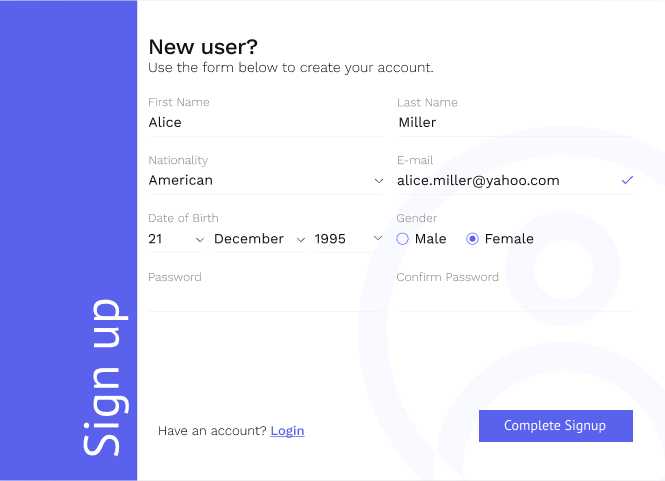 Sign up
New user?
Use the form below to create your account.
First Name
Last Name
Alice
Miller
Nationality
E-mail
American
alice.miller@yahoo.com
Date of Birth
Gender
21 December 1995
Male Female
Password
Confirm Password
Have an account? Login
Complete Signup